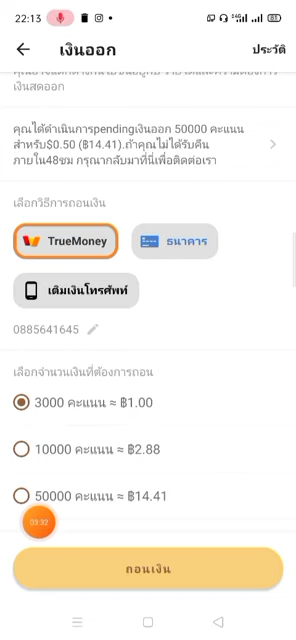 22:13
เงินออก
ประวัติ
เงินสดออก
คุณได้ดำเนินการspendingเงินออก 50000 คะแนน
สำหรับ$0.50 (฿14.41).ถ้าคุณไม่ได้รับคืน
ภายใน48ชม กรุณากลับมาที่นี่เพื่อติดต่อเรา
เลือกวิธีการถอนเงิน
TrueMoney
ธนาคาร
เติมเงินโทรศัพท์
0885641645
เลือกจำนวนเงินที่ต้องการถอน
3000 คะแนน ≈ ฿1.00
10000 คะแนน ≈ ฿2.88
50000 คะแนน ≈ ฿14.41
03:32
ถอนเงิน